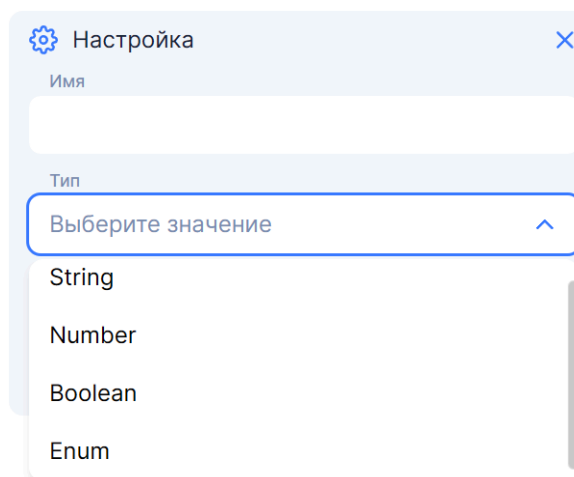 Настройка
Имя
Тип
Выберите значение
String
Number
Boolean
Enum